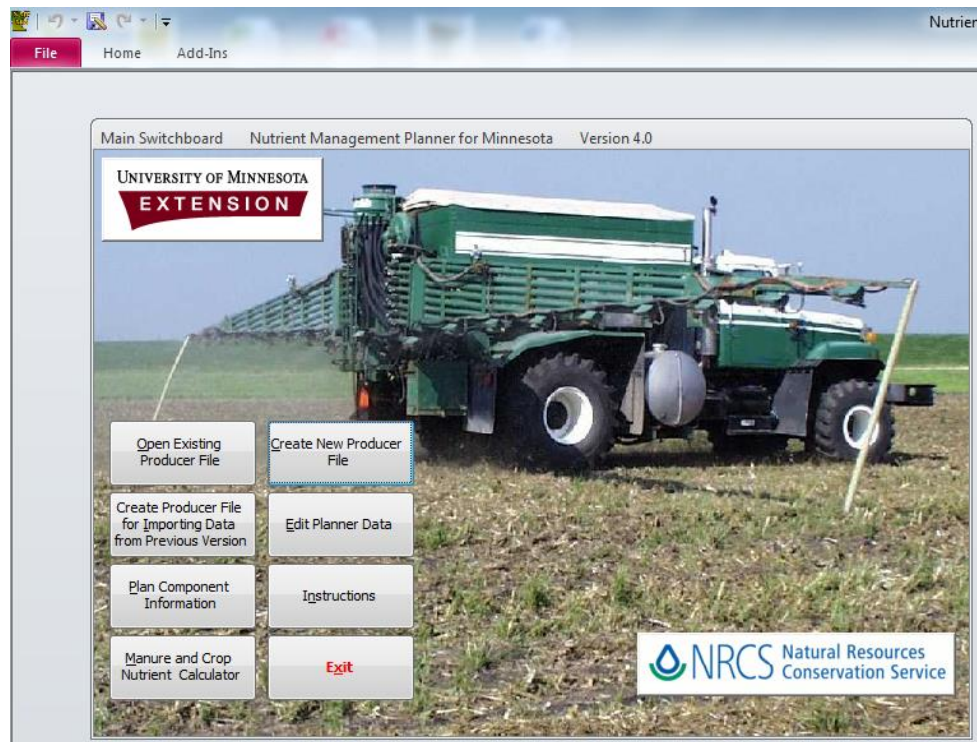 Nutrien
File Home Add-Ins
Main Switchboard Nutrient Management Planner for Minnesota Version 4.0
UNIVERSITY OF MINNESOTA
EXTENSION
Open Existing
Producer File
Create New Producer
File
Create Producer File
for Importing Data
from Previous Version
Edit Planner Data
Plan Component
Information
Instructions
Manure and Crop
Nutrient Calculator
Exit
NRCS Natural Resources
Conservation Service